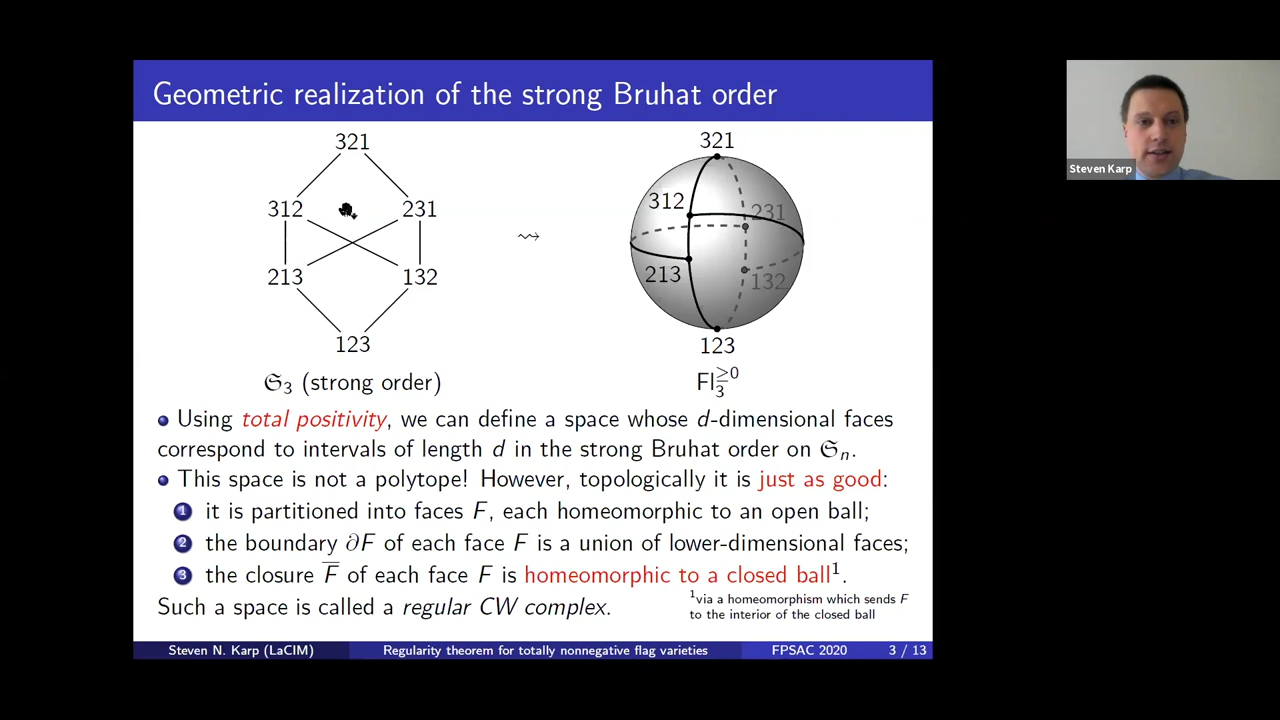 Geometric realization of the strong Bruhat order
321
312 231
213 132
123
𝔖₃ (strong order)
⇝
321
312 231
213 132
123
Fl₃^≥0
• Using total positivity, we can define a space whose d-dimensional faces
correspond to intervals of length d in the strong Bruhat order on 𝔖ₙ.
• This space is not a polytope! However, topologically it is just as good:
1 it is partitioned into faces F, each homeomorphic to an open ball;
2 the boundary ∂F of each face F is a union of lower-dimensional faces;
3 the closure F̅ of each face F is homeomorphic to a closed ball¹.
Such a space is called a regular CW complex.
¹via a homeomorphism which sends F
to the interior of the closed ball
Steven N. Karp (LaCIM) Regularity theorem for totally nonnegative flag varieties FPSAC 2020 3 / 13
Steven Karp